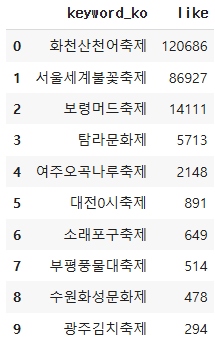 keyword_ko like
0 화천산천어축제 120686
1 서울세계불꽃축제 86927
2 보령머드축제 14111
3 탐라문화제 5713
4 여주오곡나루축제 2148
5 대전0시축제 891
6 소래포구축제 649
7 부평풍물대축제 514
8 수원화성문화제 478
9 광주김치축제 294